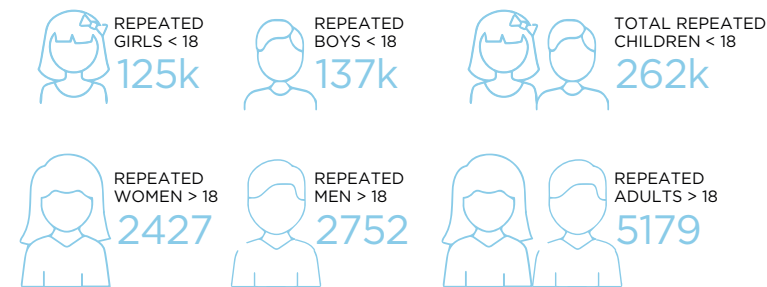 REPEATED
GIRLS < 18
125k
REPEATED
BOYS < 18
137k
TOTAL REPEATED
CHILDREN < 18
262k
REPEATED
WOMEN > 18
2427
REPEATED
MEN > 18
2752
REPEATED
ADULTS > 18
5179